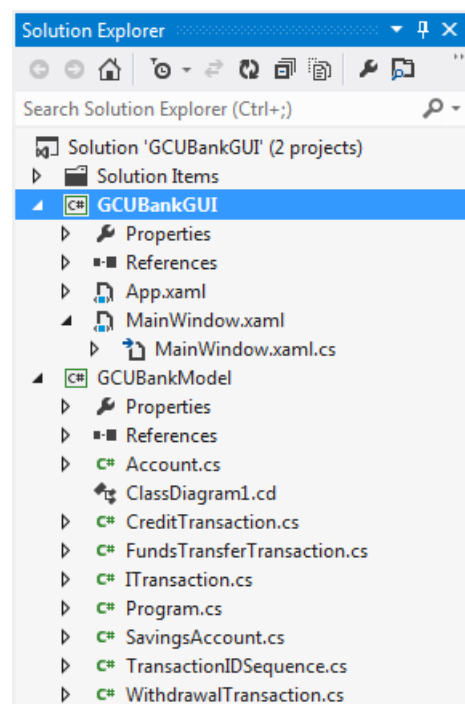 Solution Explorer
Search Solution Explorer (Ctrl+;)
Solution 'GCUBankGUI' (2 projects)
Solution Items
C# GCUBankGUI
Properties
References
App.xaml
MainWindow.xaml
MainWindow.xaml.cs
C# GCUBankModel
Properties
References
C# Account.cs
ClassDiagram1.cd
C# CreditTransaction.cs
C# FundsTransferTransaction.cs
C# ITransaction.cs
C# Program.cs
C# SavingsAccount.cs
C# TransactionIDSequence.cs
C# WithdrawalTransaction.cs